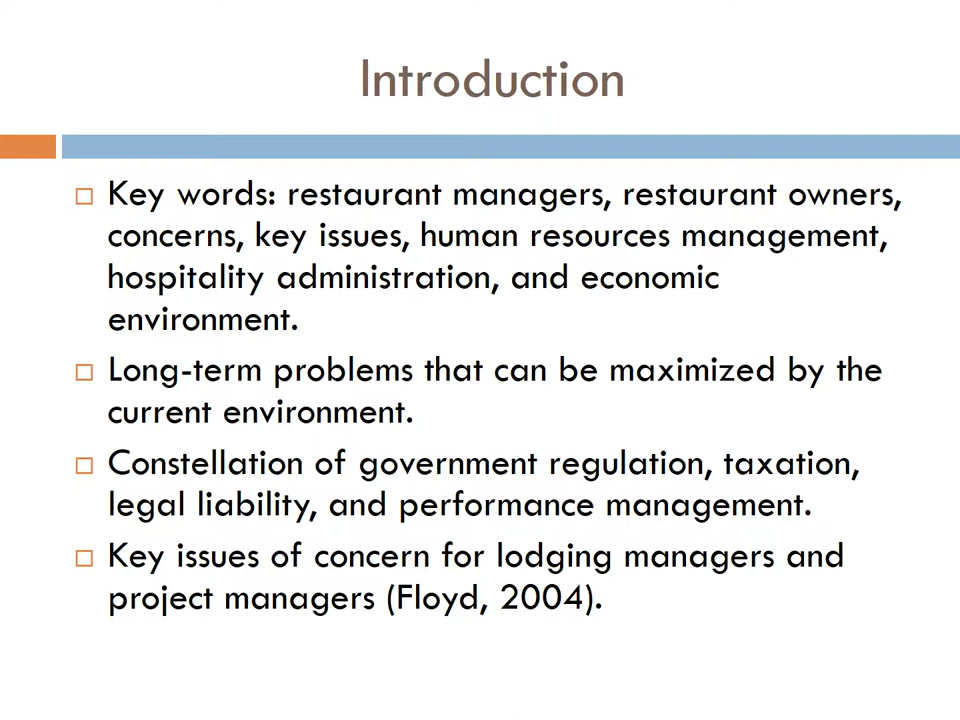 Introduction
Key words: restaurant managers, restaurant owners,
concerns, key issues, human resources management,
hospitality administration, and economic
environment.
Long-term problems that can be maximized by the
current environment.
Constellation of government regulation, taxation,
legal liability, and performance management.
Key issues of concern for lodging managers and
project managers (Floyd, 2004).